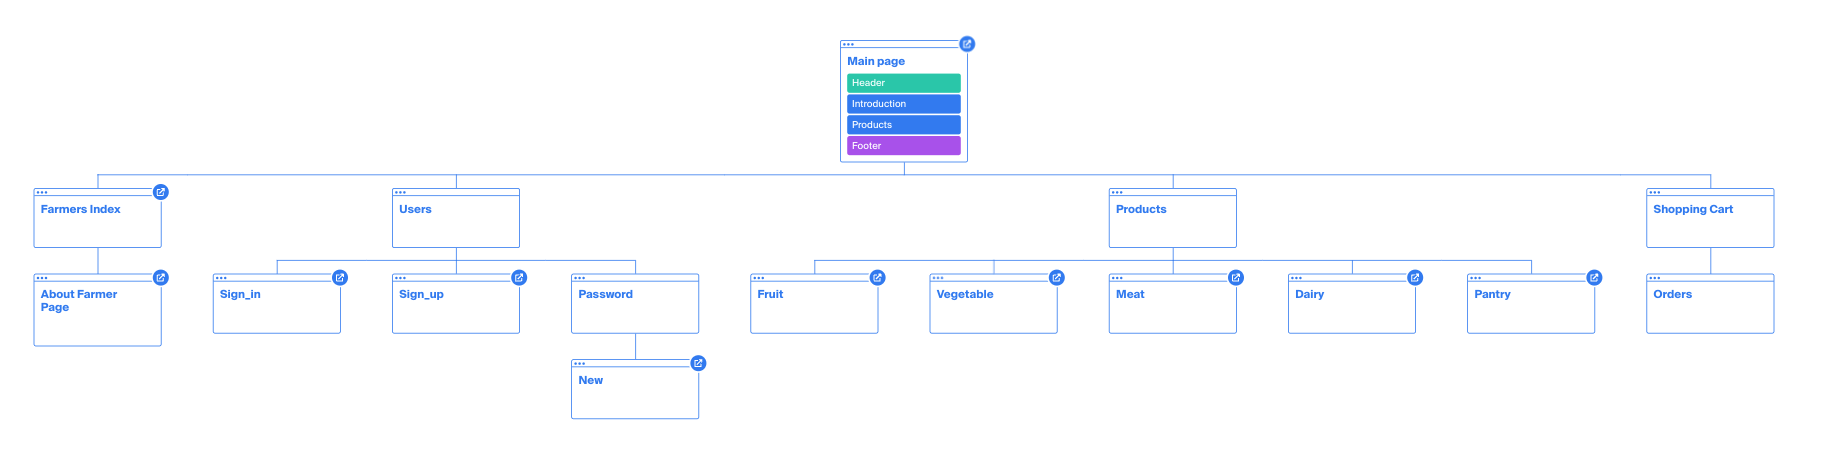 Main page
Header
Introduction
Products
Footer
Farmers Index
Users
Products
Shopping Cart
About Farmer
Page
Sign_in
Sign_up
Password
Fruit
Vegetable
Meat
Dairy
Pantry
Orders
New